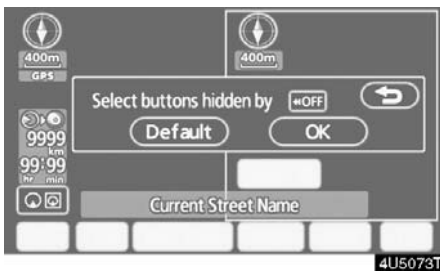 400m
400m
GPS
Select buttons hidden by OFF
Default OK
9999
km
99:99
hr min
Current Street Name
4U5073T